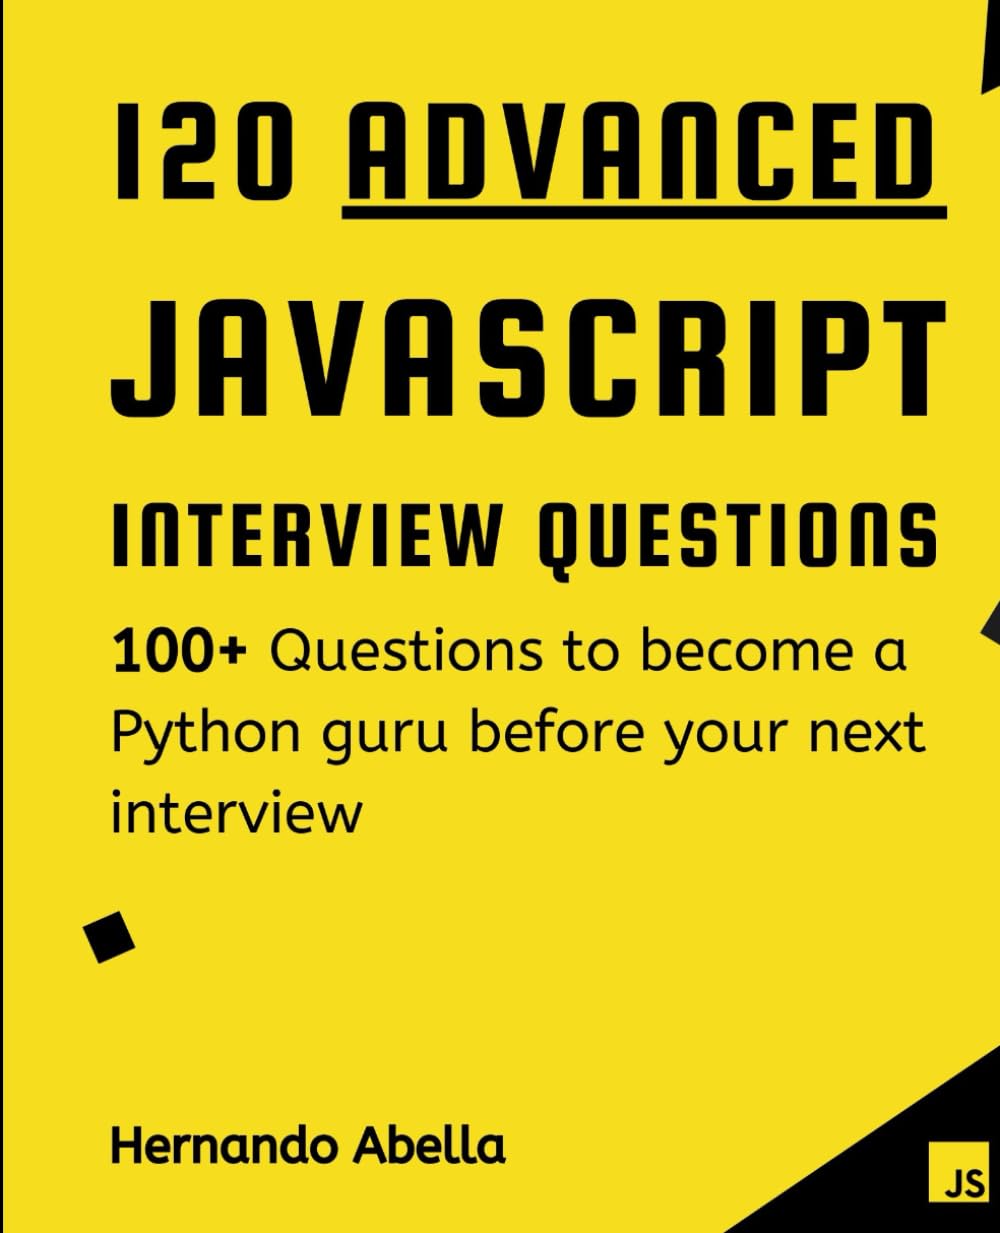 120 ADVANCED
JAVASCRIPT
INTERVIEW QUESTIONS
100+ Questions to become a
Python guru before your next
interview
Hernando Abella
JS